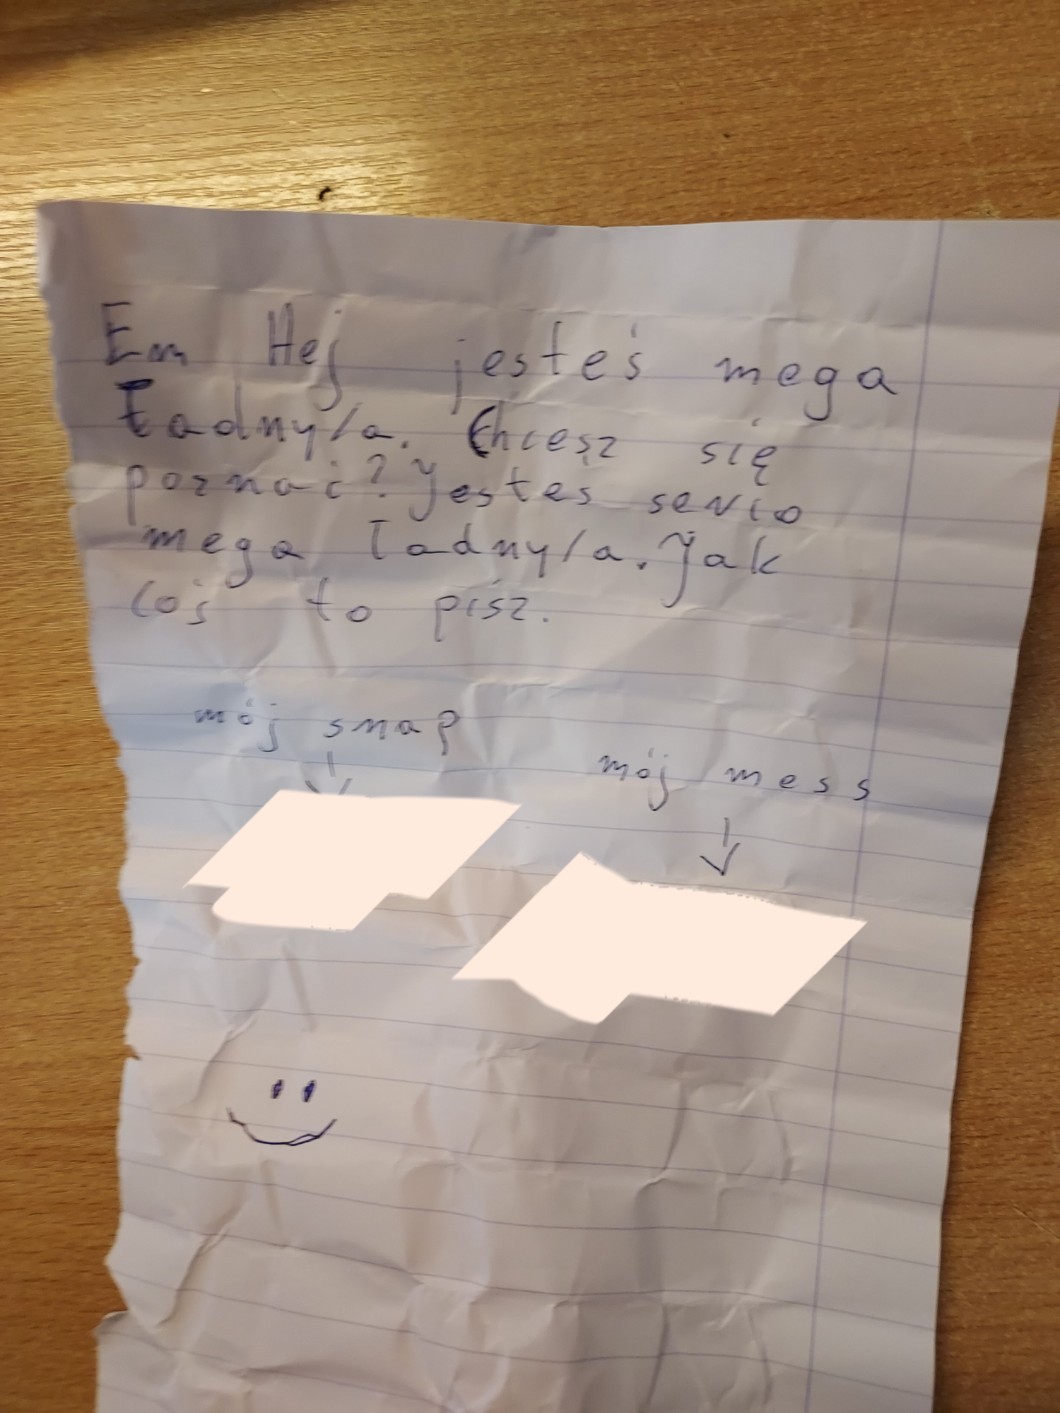 Em Hej jesteś mega
Ładny/a. Chcesz się
poznać? Jesteś serio
mega ładny/a. Jak
coś to pisz.
mój snap
mój mess